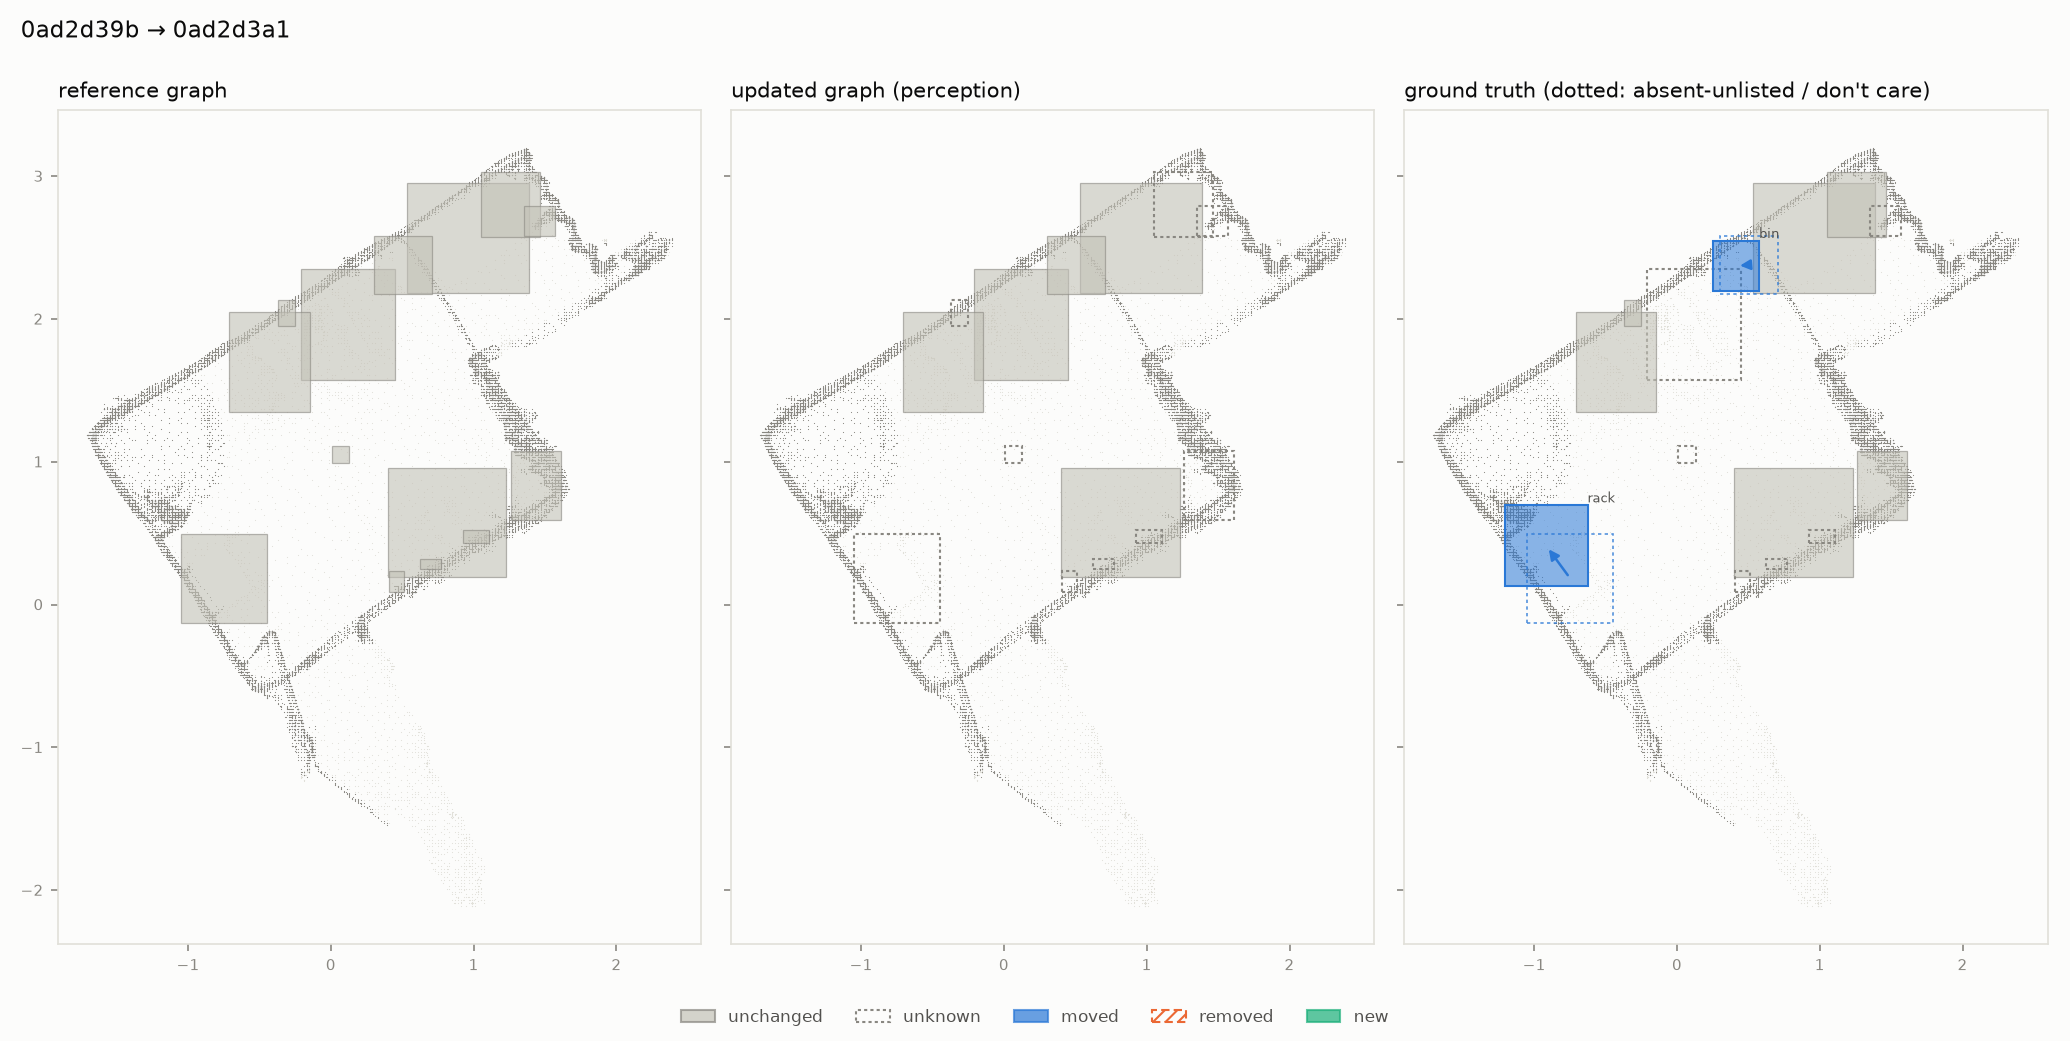 0ad2d39b → 0ad2d3a1
reference graph
updated graph (perception)
ground truth (dotted: absent-unlisted / don't care)
3
2
1
0
−1
−2
−1 0 1 2
−1 0 1 2
bin
rack
−1 0 1 2
unchanged unknown moved removed new